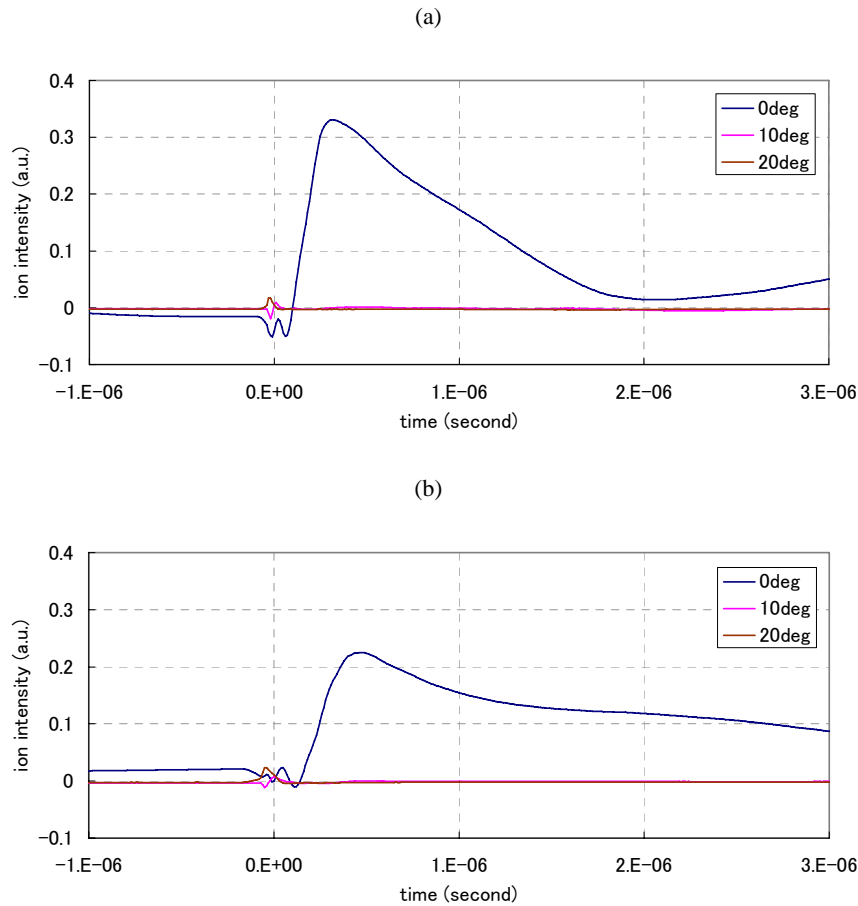 (a)
0.4
0.3
0.2
0.1
0
-0.1
ion intensity (a.u.)
0deg
10deg
20deg
-1.E-06
0.E+00
1.E-06
2.E-06
3.E-06
time (second)
(b)
0.4
0.3
0.2
0.1
0
-0.1
ion intensity (a.u.)
0deg
10deg
20deg
-1.E-06
0.E+00
1.E-06
2.E-06
3.E-06
time (second)